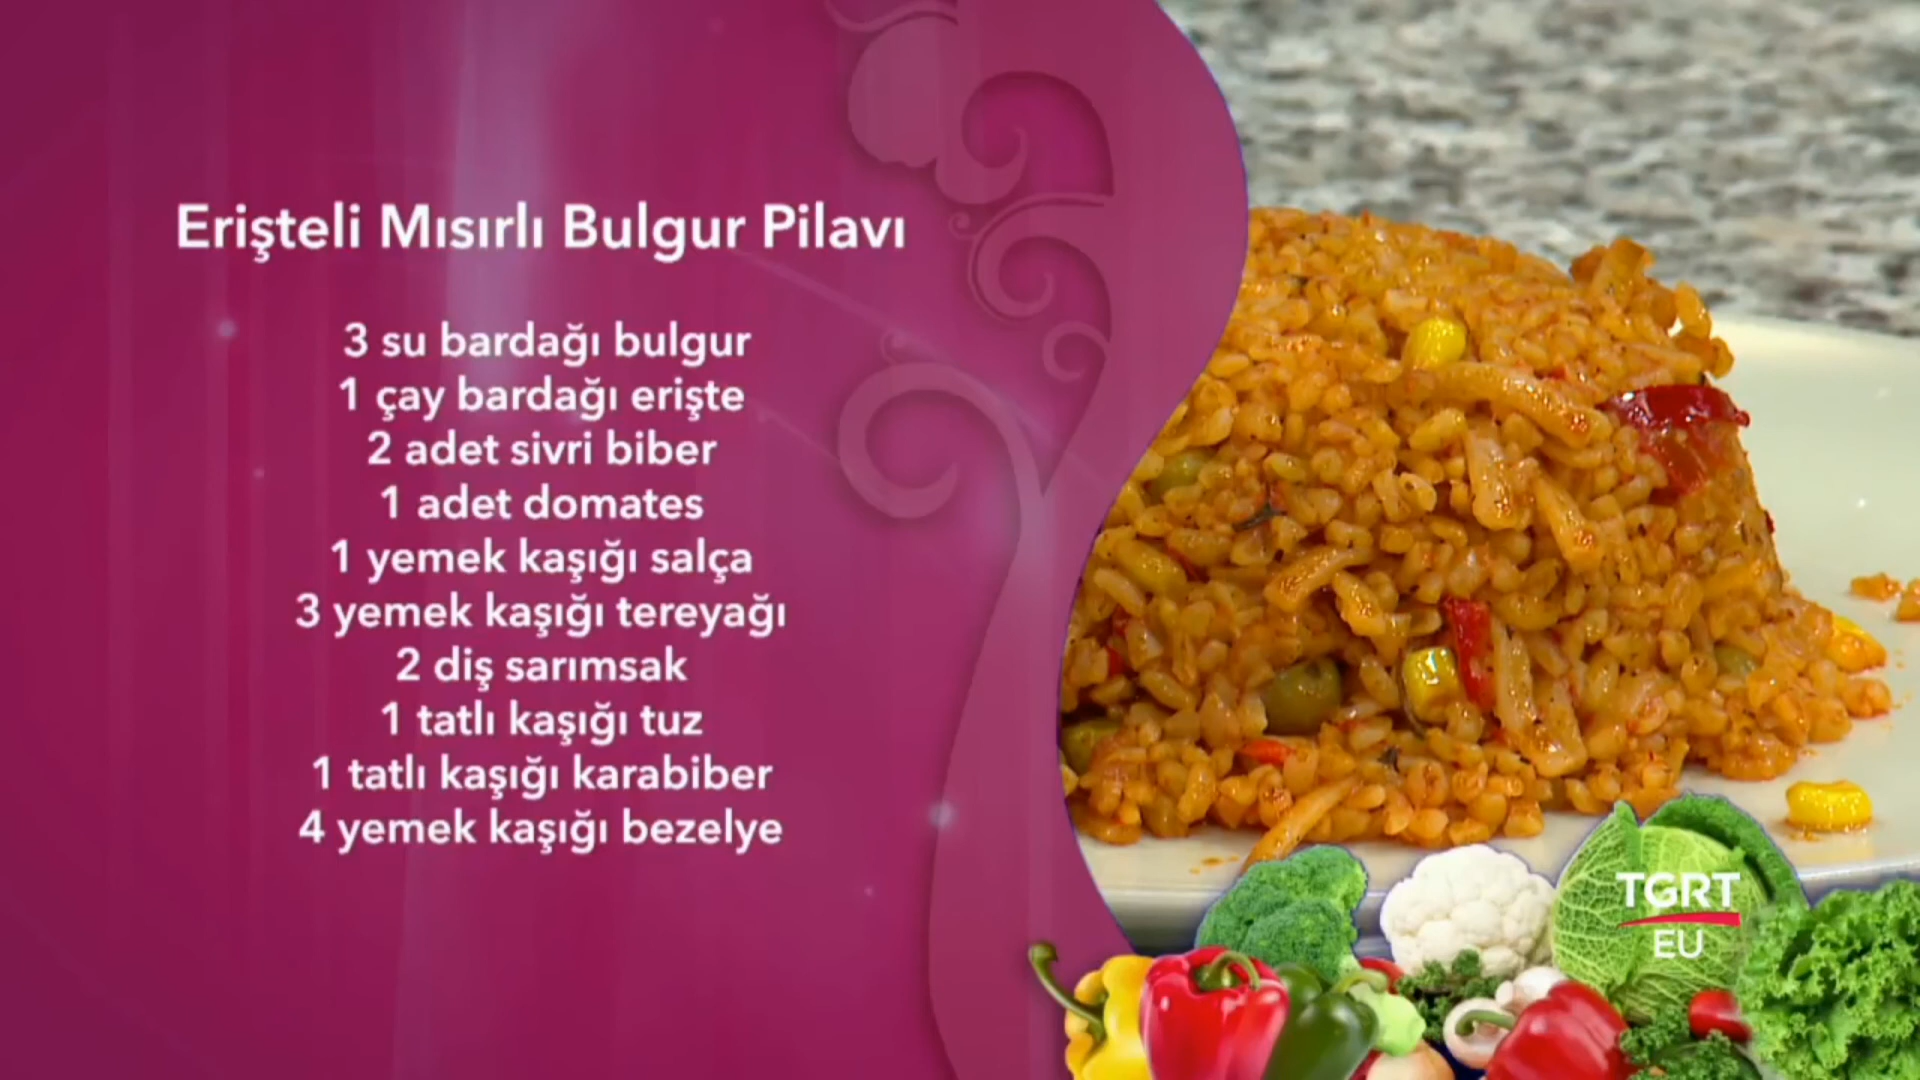 Erişteli Mısırlı Bulgur Pilavı
3 su bardağı bulgur
1 çay bardağı erişte
2 adet sivri biber
1 adet domates
1 yemek kaşığı salça
3 yemek kaşığı tereyağı
2 diş sarımsak
1 tatlı kaşığı tuz
1 tatlı kaşığı karabiber
4 yemek kaşığı bezelye
TGRT
EU